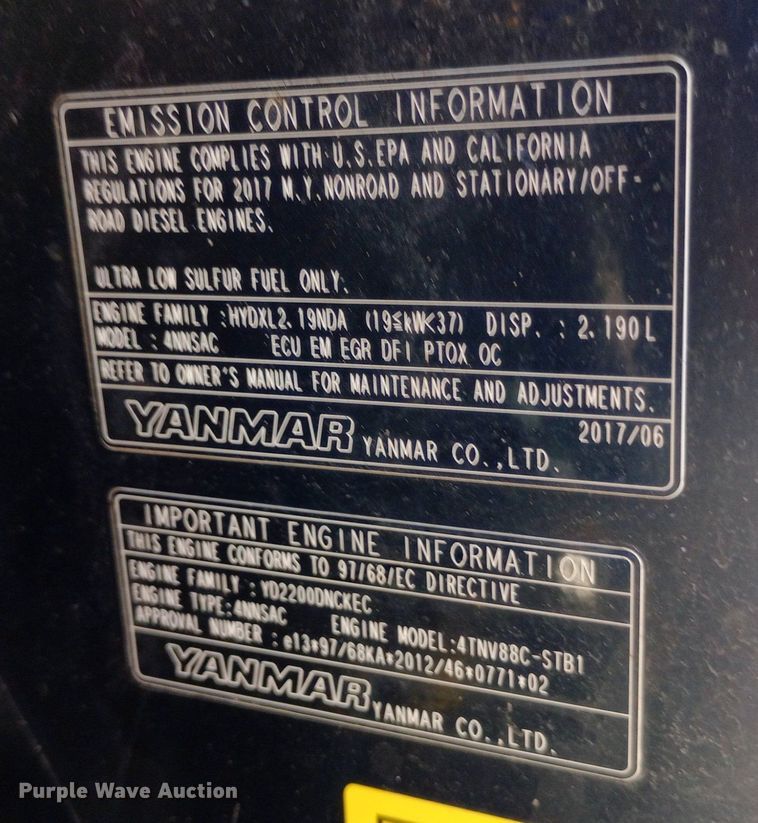 EMISSION CONTROL INFORMATION
THIS ENGINE COMPLIES WITH U.S.EPA AND CALIFORNIA
REGULATIONS FOR 2017 M.Y.NONROAD AND STATIONARY/OFF-
ROAD DIESEL ENGINES.
ULTRA LOW SULFUR FUEL ONLY.
ENGINE FAMILY :HYDXL2.19NDA (19≦kW<37) DISP. : 2.190L
MODEL : 4NNSAC ECU EM EGR DFI PTOX OC
REFER TO OWNER'S MANUAL FOR MAINTENANCE AND ADJUSTMENTS.
2017/06
YANMAR YANMAR CO.,LTD.
IMPORTANT ENGINE INFORMATION
THIS ENGINE CONFORMS TO 97/68/EC DIRECTIVE
ENGINE FAMILY : YD2200DNCKEC
ENGINE TYPE:4NNSAC ENGINE MODEL:4TNV88C-STB1
APPROVAL NUMBER : e13*97/68KA*2012/46*0771*02
YANMAR YANMAR CO.,LTD.
Purple Wave Auction